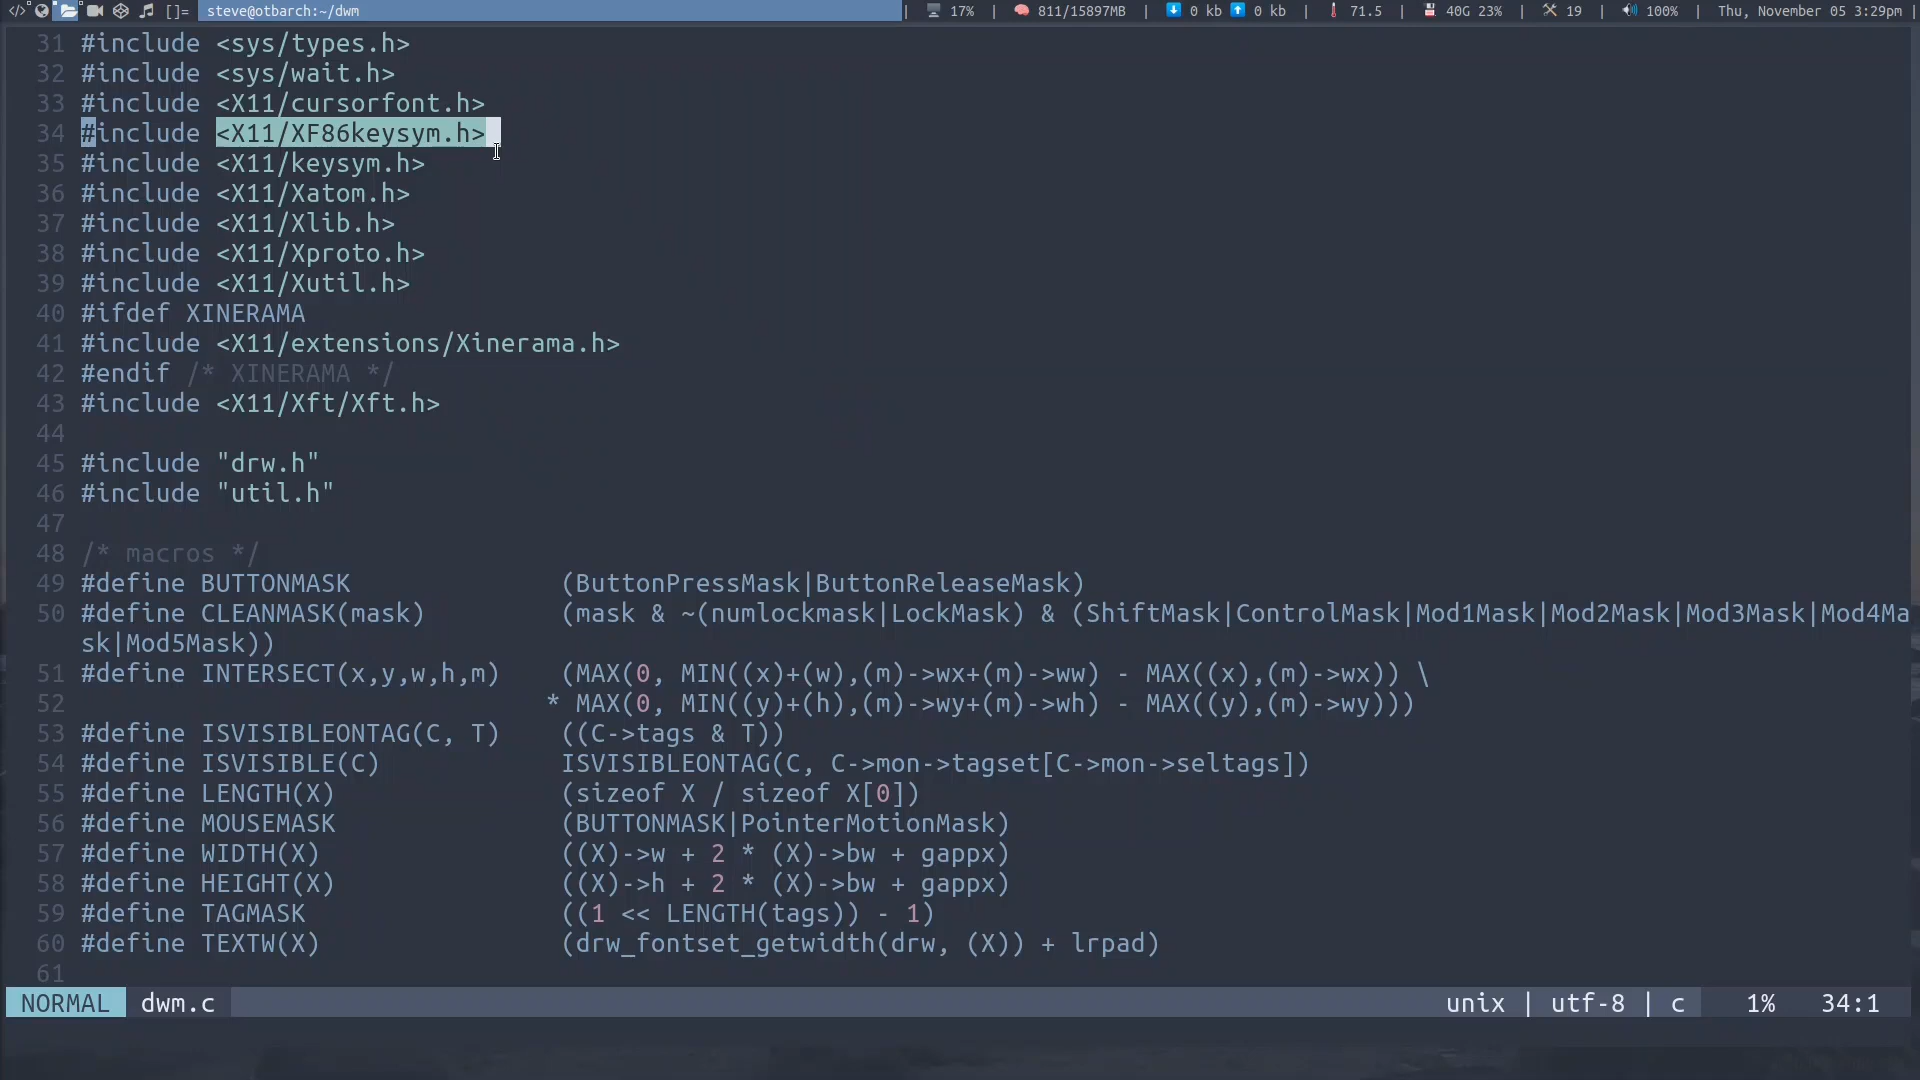 </> []= steve@otbarch:~/dwm | 17% | 811/15897MB | 0 kb 0 kb | 71.5 | 40G 23% | 19 | 100% | Thu, November 05 3:29pm |
31 #include <sys/types.h>
32 #include <sys/wait.h>
33 #include <X11/cursorfont.h>
34 #include <X11/XF86keysym.h>
35 #include <X11/keysym.h>
36 #include <X11/Xatom.h>
37 #include <X11/Xlib.h>
38 #include <X11/Xproto.h>
39 #include <X11/Xutil.h>
40 #ifdef XINERAMA
41 #include <X11/extensions/Xinerama.h>
42 #endif /* XINERAMA */
43 #include <X11/Xft/Xft.h>
44
45 #include "drw.h"
46 #include "util.h"
47
48 /* macros */
49 #define BUTTONMASK (ButtonPressMask|ButtonReleaseMask)
50 #define CLEANMASK(mask) (mask & ~(numlockmask|LockMask) & (ShiftMask|ControlMask|Mod1Mask|Mod2Mask|Mod3Mask|Mod4Ma
sk|Mod5Mask))
51 #define INTERSECT(x,y,w,h,m) (MAX(0, MIN((x)+(w),(m)->wx+(m)->ww) - MAX((x),(m)->wx)) \
52 * MAX(0, MIN((y)+(h),(m)->wy+(m)->wh) - MAX((y),(m)->wy)))
53 #define ISVISIBLEONTAG(C, T) ((C->tags & T))
54 #define ISVISIBLE(C) ISVISIBLEONTAG(C, C->mon->tagset[C->mon->seltags])
55 #define LENGTH(X) (sizeof X / sizeof X[0])
56 #define MOUSEMASK (BUTTONMASK|PointerMotionMask)
57 #define WIDTH(X) ((X)->w + 2 * (X)->bw + gappx)
58 #define HEIGHT(X) ((X)->h + 2 * (X)->bw + gappx)
59 #define TAGMASK ((1 << LENGTH(tags)) - 1)
60 #define TEXTW(X) (drw_fontset_getwidth(drw, (X)) + lrpad)
61
NORMAL dwm.c unix | utf-8 | c 1% 34:1